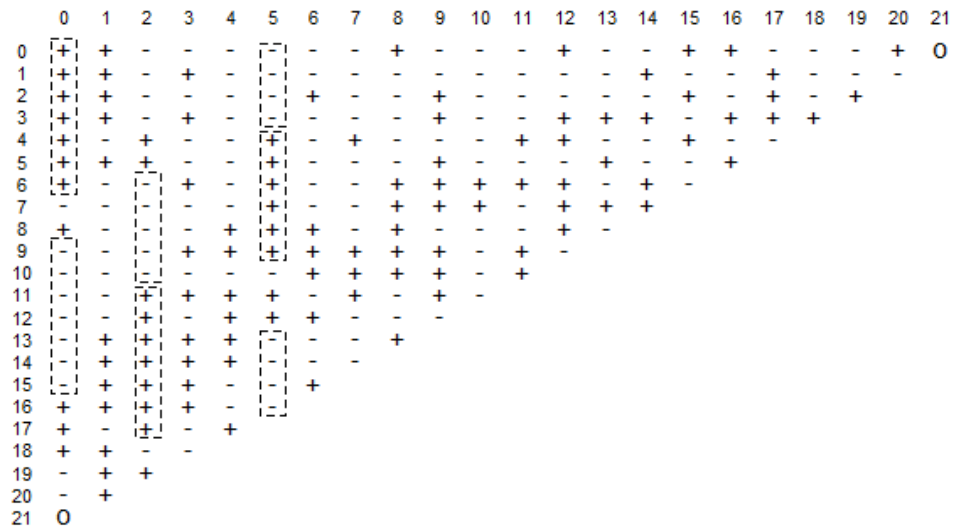 0 1 2 3 4 5 6 7 8 9 10 11 12 13 14 15 16 17 18 19 20 21
0 + + - - - - - - + - - - + - - + + - - - + O
1 + + - + - - - - - - - - - - + - - + - - -
2 + + - - - - + - - + - - - - - + - + - +
3 + + - + - - - - - + - - + + + - + + +
4 + - + - - + - + - - - + + - - + - -
5 + + + - - + - - - + - - - + - - +
6 + - - + - + - - + + + + + - + -
7 - - - - - + - - + + + - + + +
8 + - - - + + + - + - - - + -
9 - - - + + + + + + + - + -
10 - - - - - - + + + + - +
11 - - + + + + - + - + -
12 - - + - + + + - - -
13 - + + + + - - - +
14 - + + + + - - -
15 - + + + - - +
16 + + + + - -
17 + - + - +
18 + + - -
19 - + +
20 - +
21 O